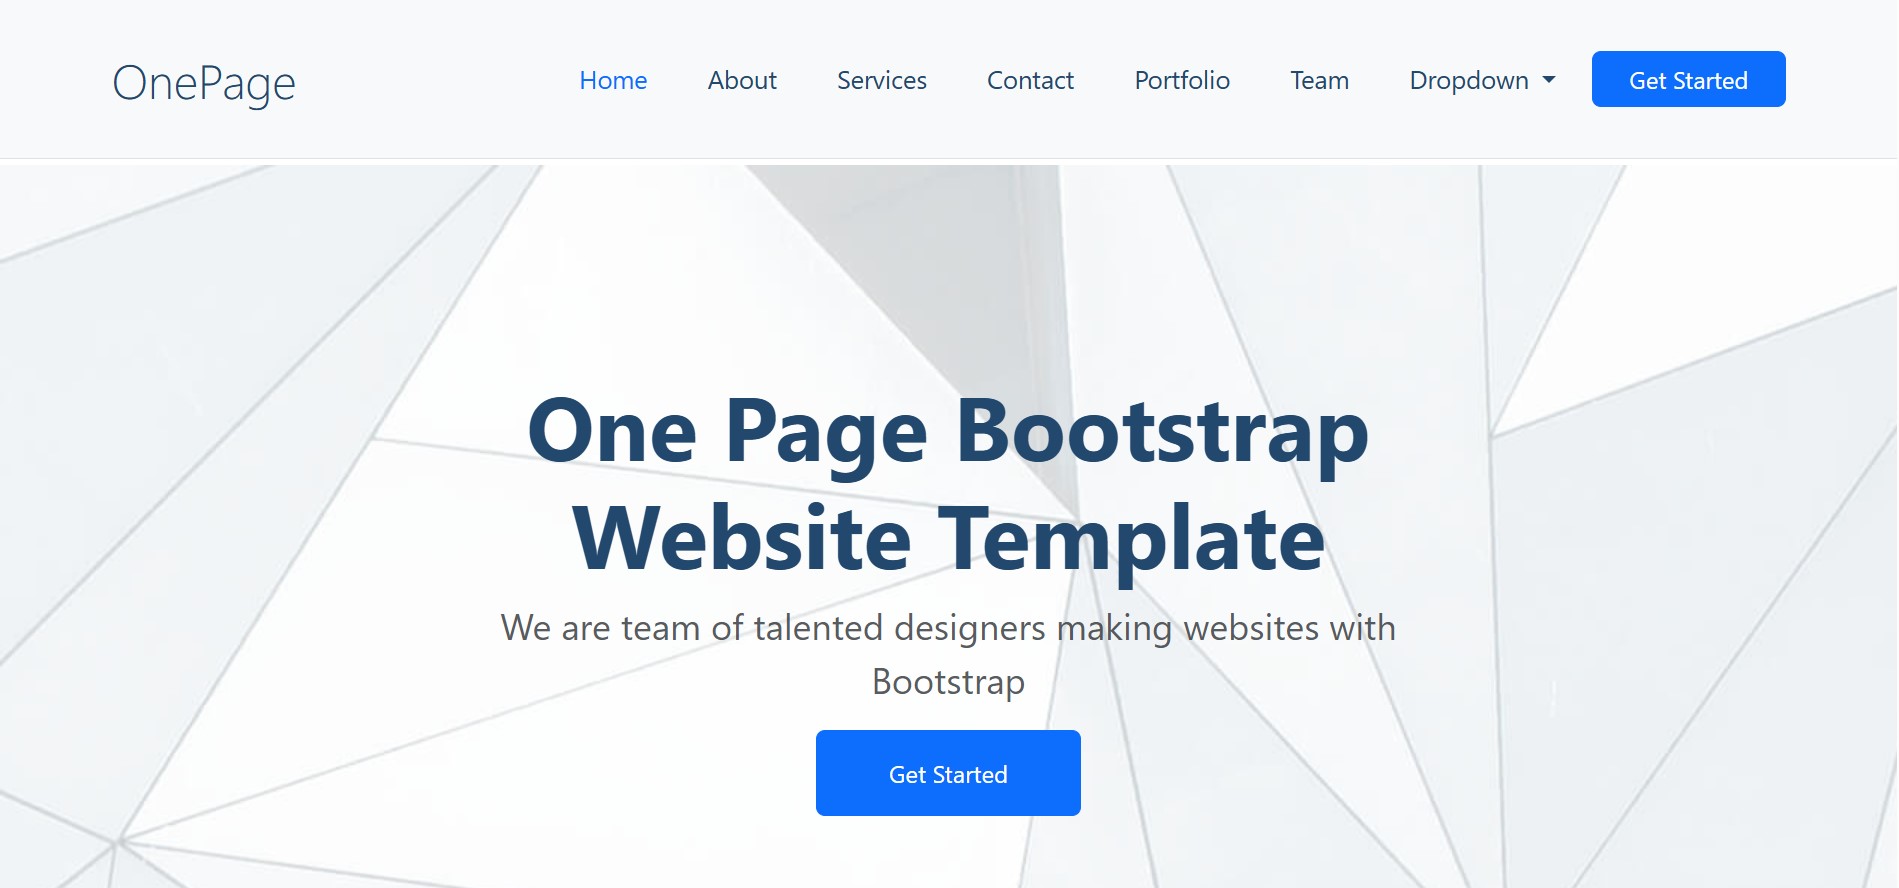 OnePage
Home About Services Contact Portfolio Team Dropdown Get Started
One Page Bootstrap
Website Template
We are team of talented designers making websites with
Bootstrap
Get Started